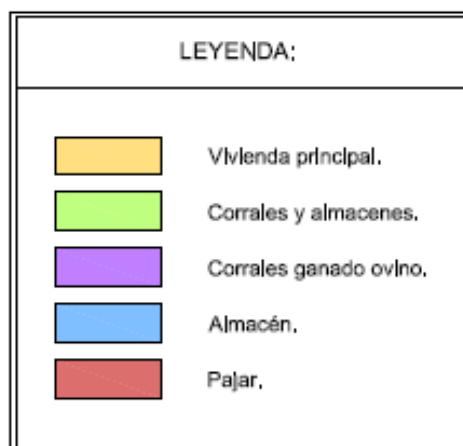 LEYENDA:
Vivienda principal.
Corrales y almacenes.
Corrales ganado ovino.
Almacén.
Pajar.